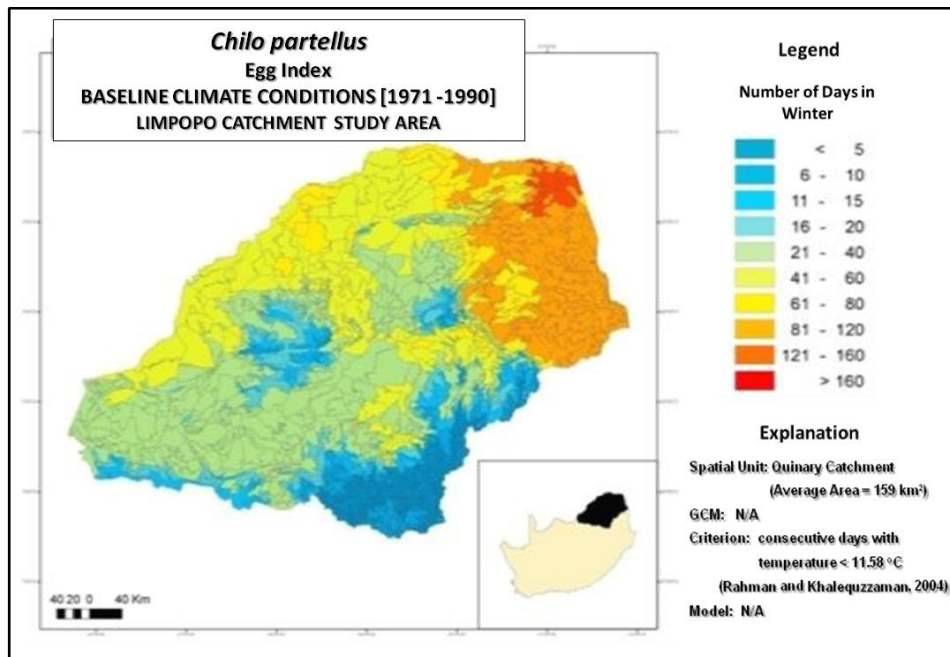 Chilo partellus
Egg Index
BASELINE CLIMATE CONDITIONS [1971 -1990]
LIMPOPO CATCHMENT STUDY AREA
Legend
Number of Days in
Winter
< 5
6 - 10
11 - 15
16 - 20
21 - 40
41 - 60
61 - 80
81 - 120
121 - 160
> 160
Explanation
Spatial Unit: Quinary Catchment
(Average Area = 159 km²)
GCM: N/A
Criterion: consecutive days with
temperature < 11.58 °C
(Rahman and Khalequzzaman, 2004)
Model: N/A
40 20 0 40 Km